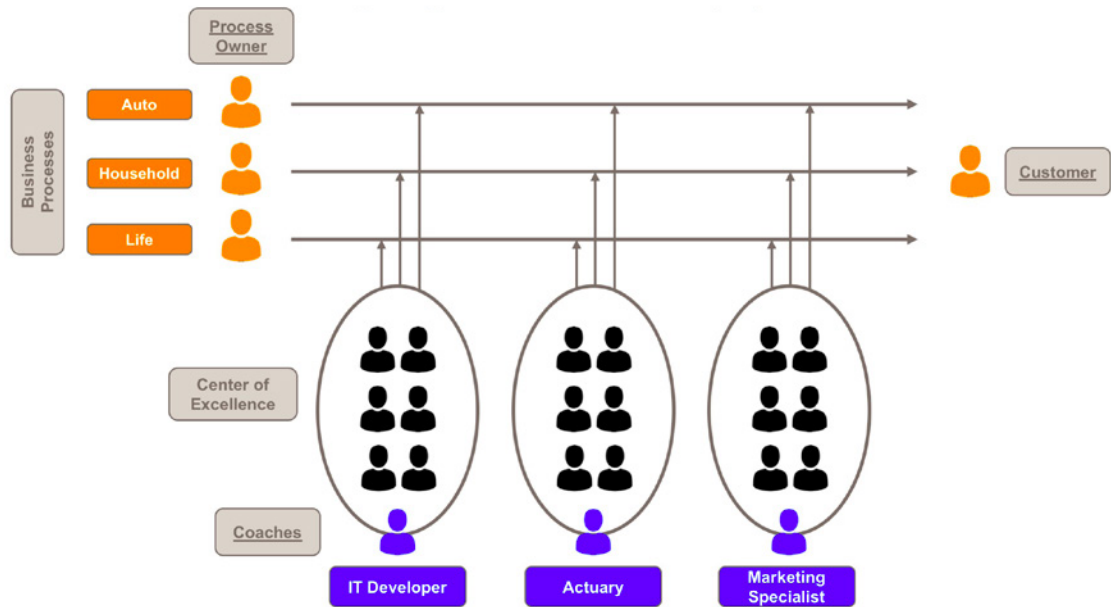 Process
Owner
Business
Processes
Auto
Household
Life
Customer
Center of
Excellence
Coaches
IT Developer
Actuary
Marketing
Specialist